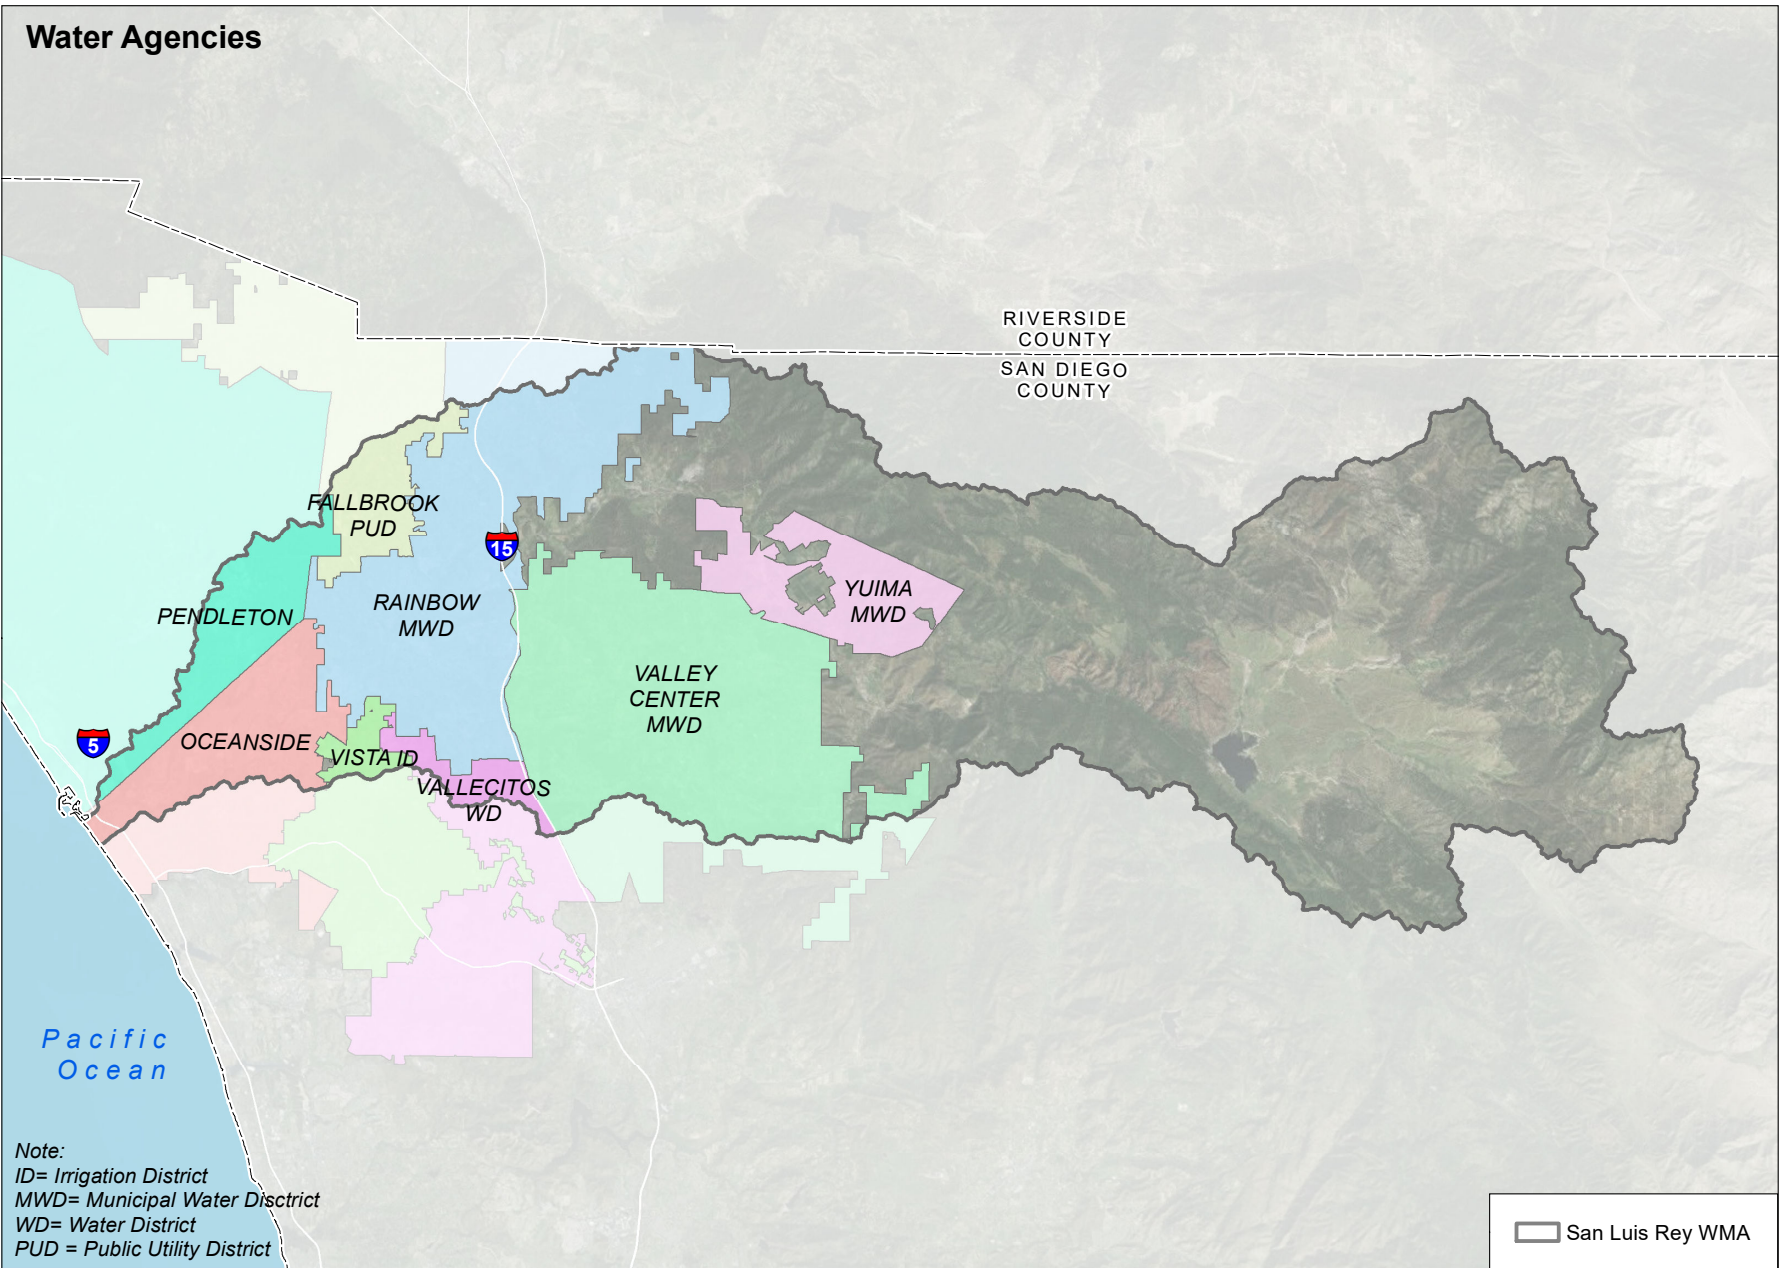 Water Agencies
RIVERSIDE
COUNTY
SAN DIEGO
COUNTY
FALLBROOK
PUD
15
PENDLETON
RAINBOW
MWD
YUIMA
MWD
VALLEY
CENTER
MWD
5
OCEANSIDE
VISTA ID
VALLECITOS
WD
Pacific
Ocean
Note:
ID= Irrigation District
MWD= Municipal Water Disctrict
WD= Water District
PUD = Public Utility District
San Luis Rey WMA